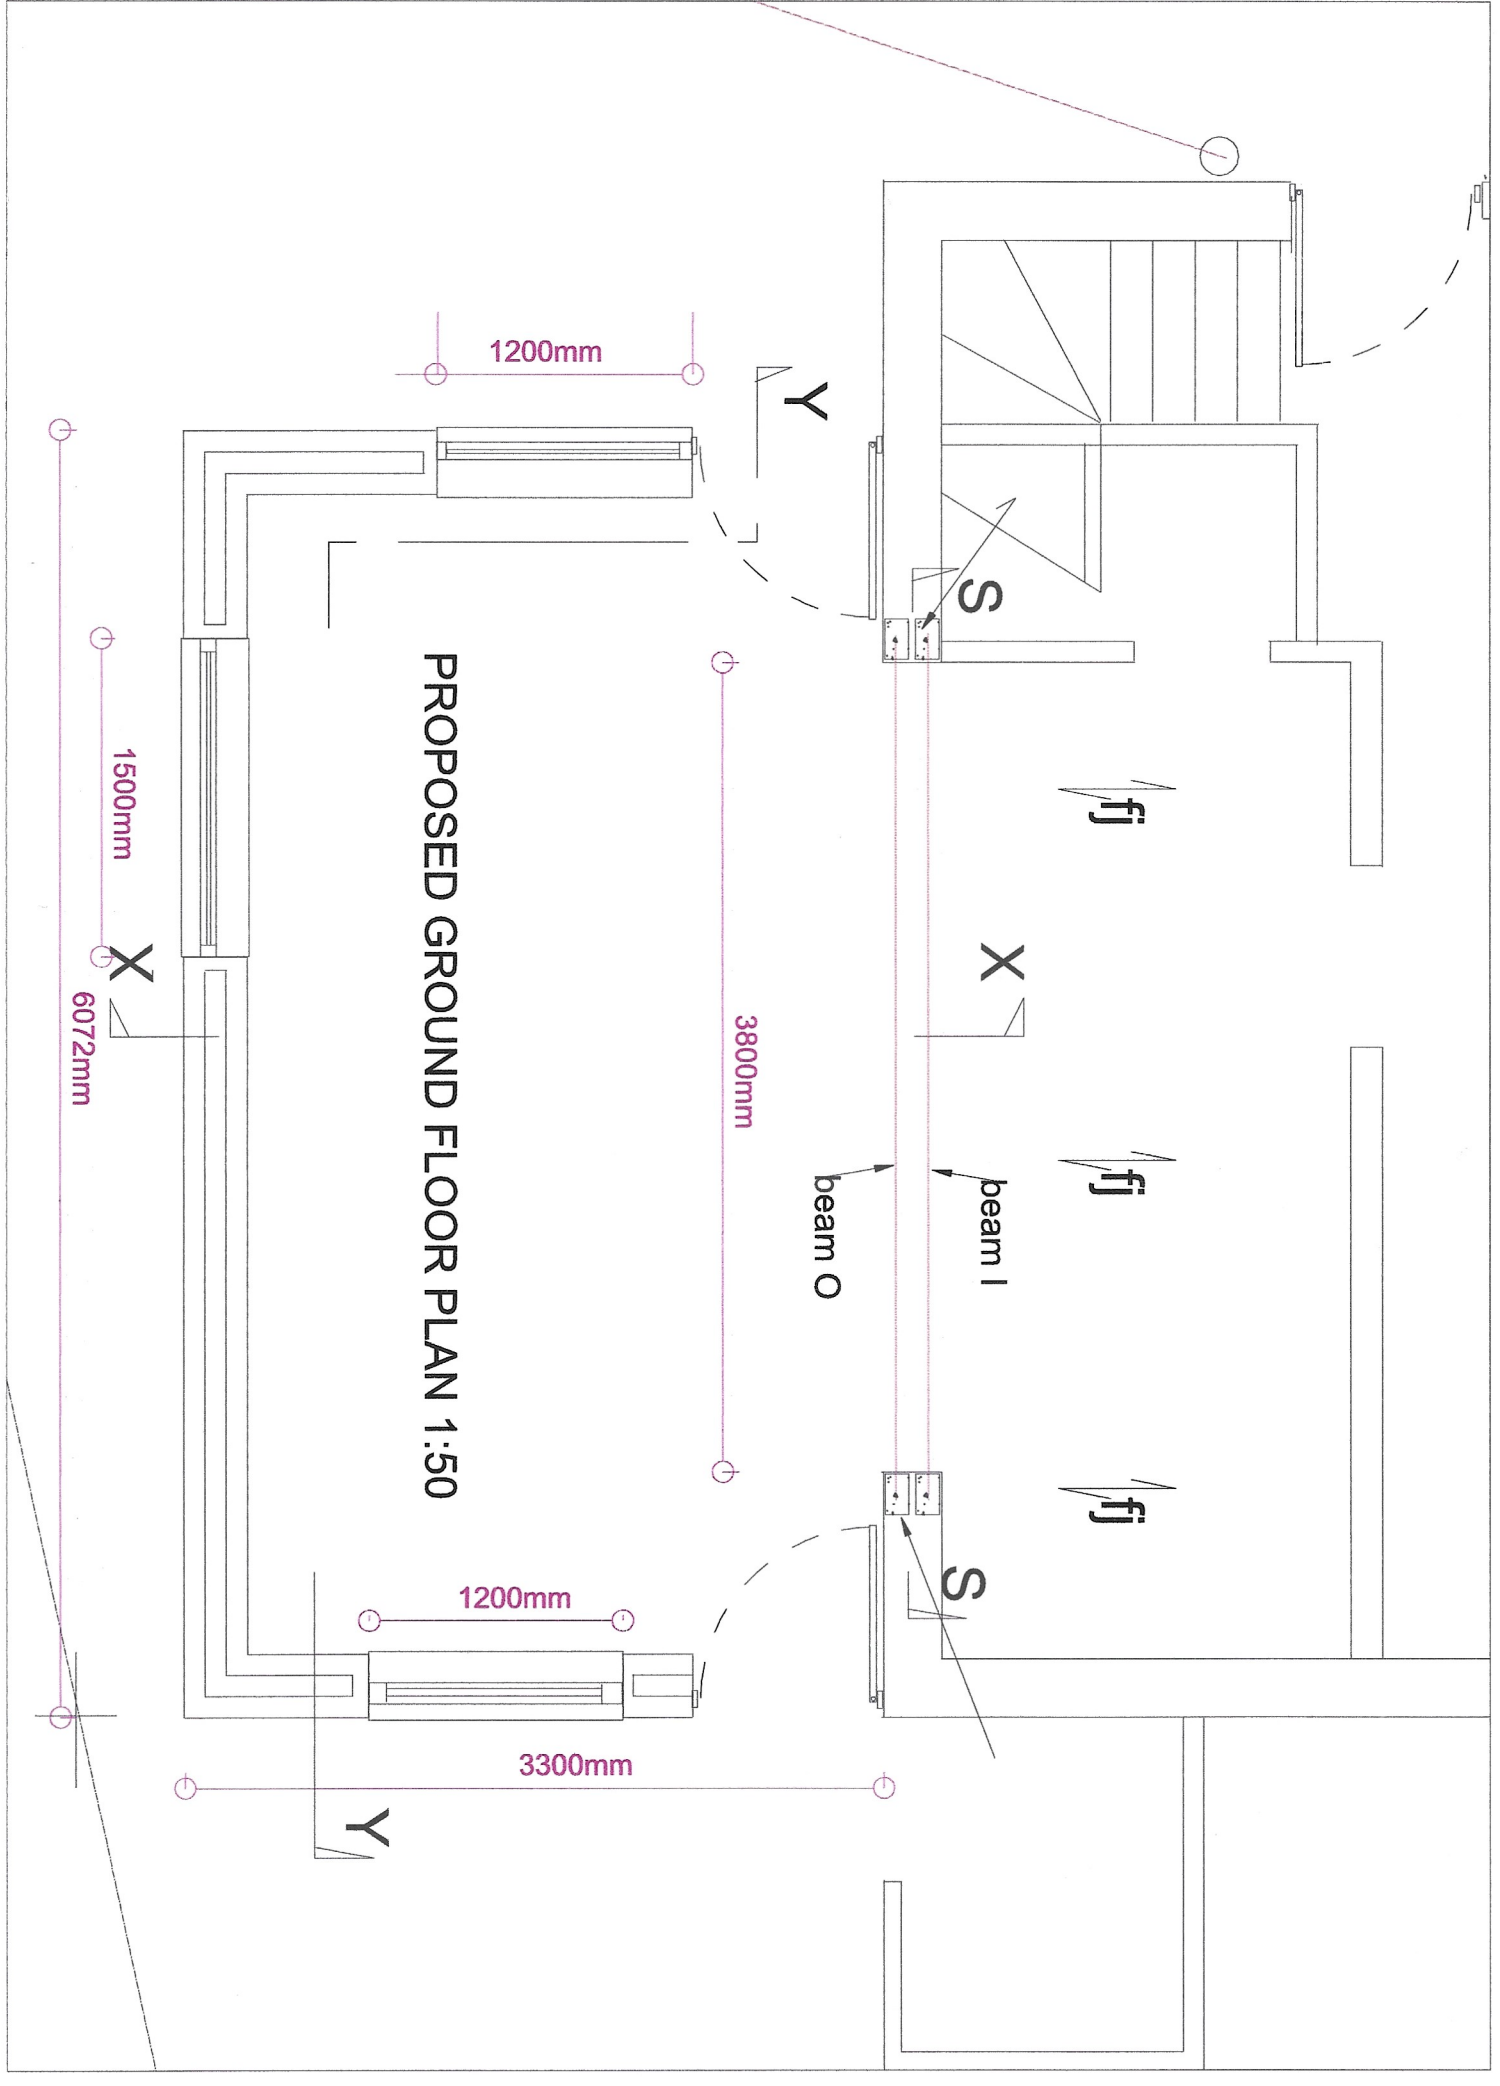 1200mm
Y
S
fj
PROPOSED GROUND FLOOR PLAN 1:50
1500mm
X
X
6072mm
3800mm
beam I
beam O
fj
fj
S
1200mm
3300mm
Y